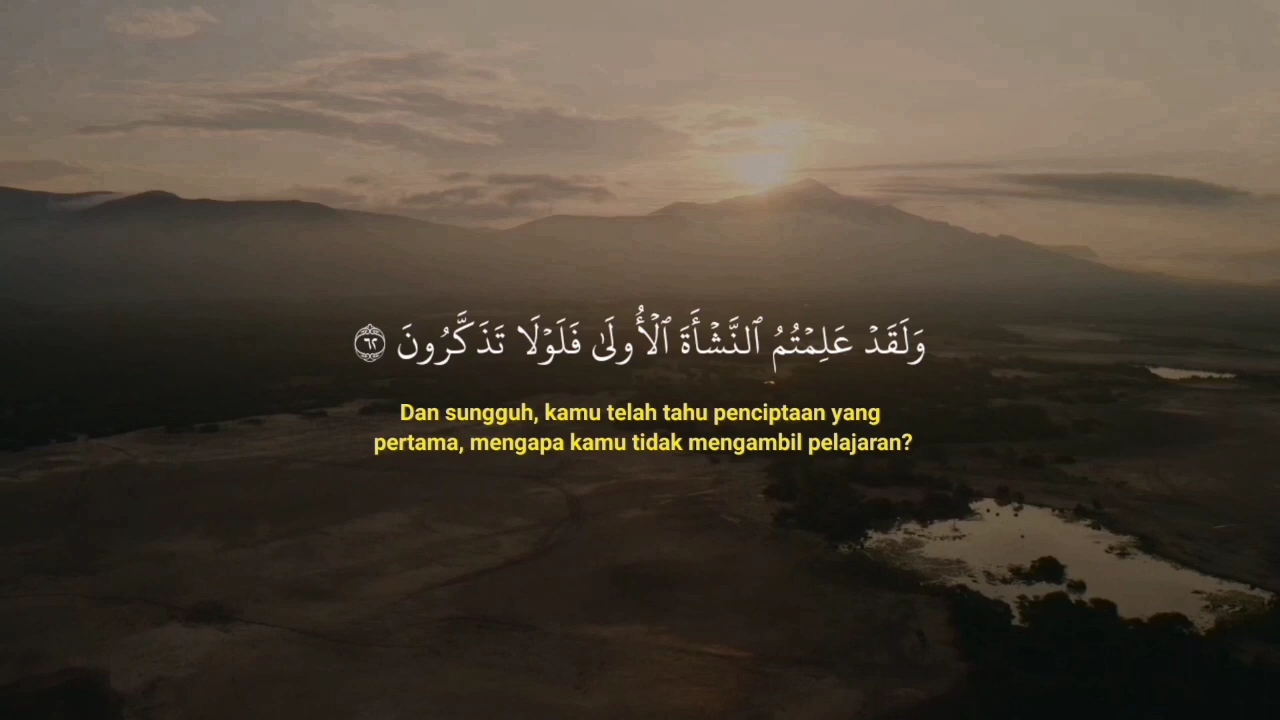 وَلَقَدۡ عَلِمۡتُمُ ٱلنَّشۡأَةَ ٱلۡأُولَىٰ فَلَوۡلَا تَذَكَّرُونَ ٦٢
Dan sungguh, kamu telah tahu penciptaan yang
pertama, mengapa kamu tidak mengambil pelajaran?